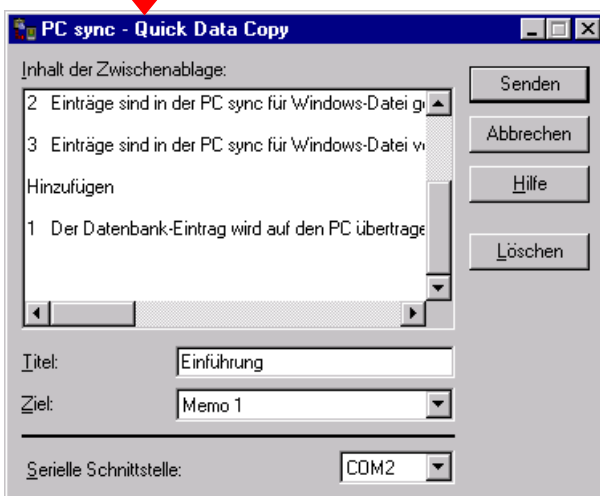 PC sync - Quick Data Copy
Inhalt der Zwischenablage:
2 Einträge sind in der PC sync für Windows-Datei
3 Einträge sind in der PC sync für Windows-Datei
Hinzufügen
1 Der Datenbank-Eintrag wird auf den PC übertrage
Senden
Abbrechen
Hilfe
Löschen
Titel: Einführung
Ziel: Memo 1
Serielle Schnittstelle: COM2